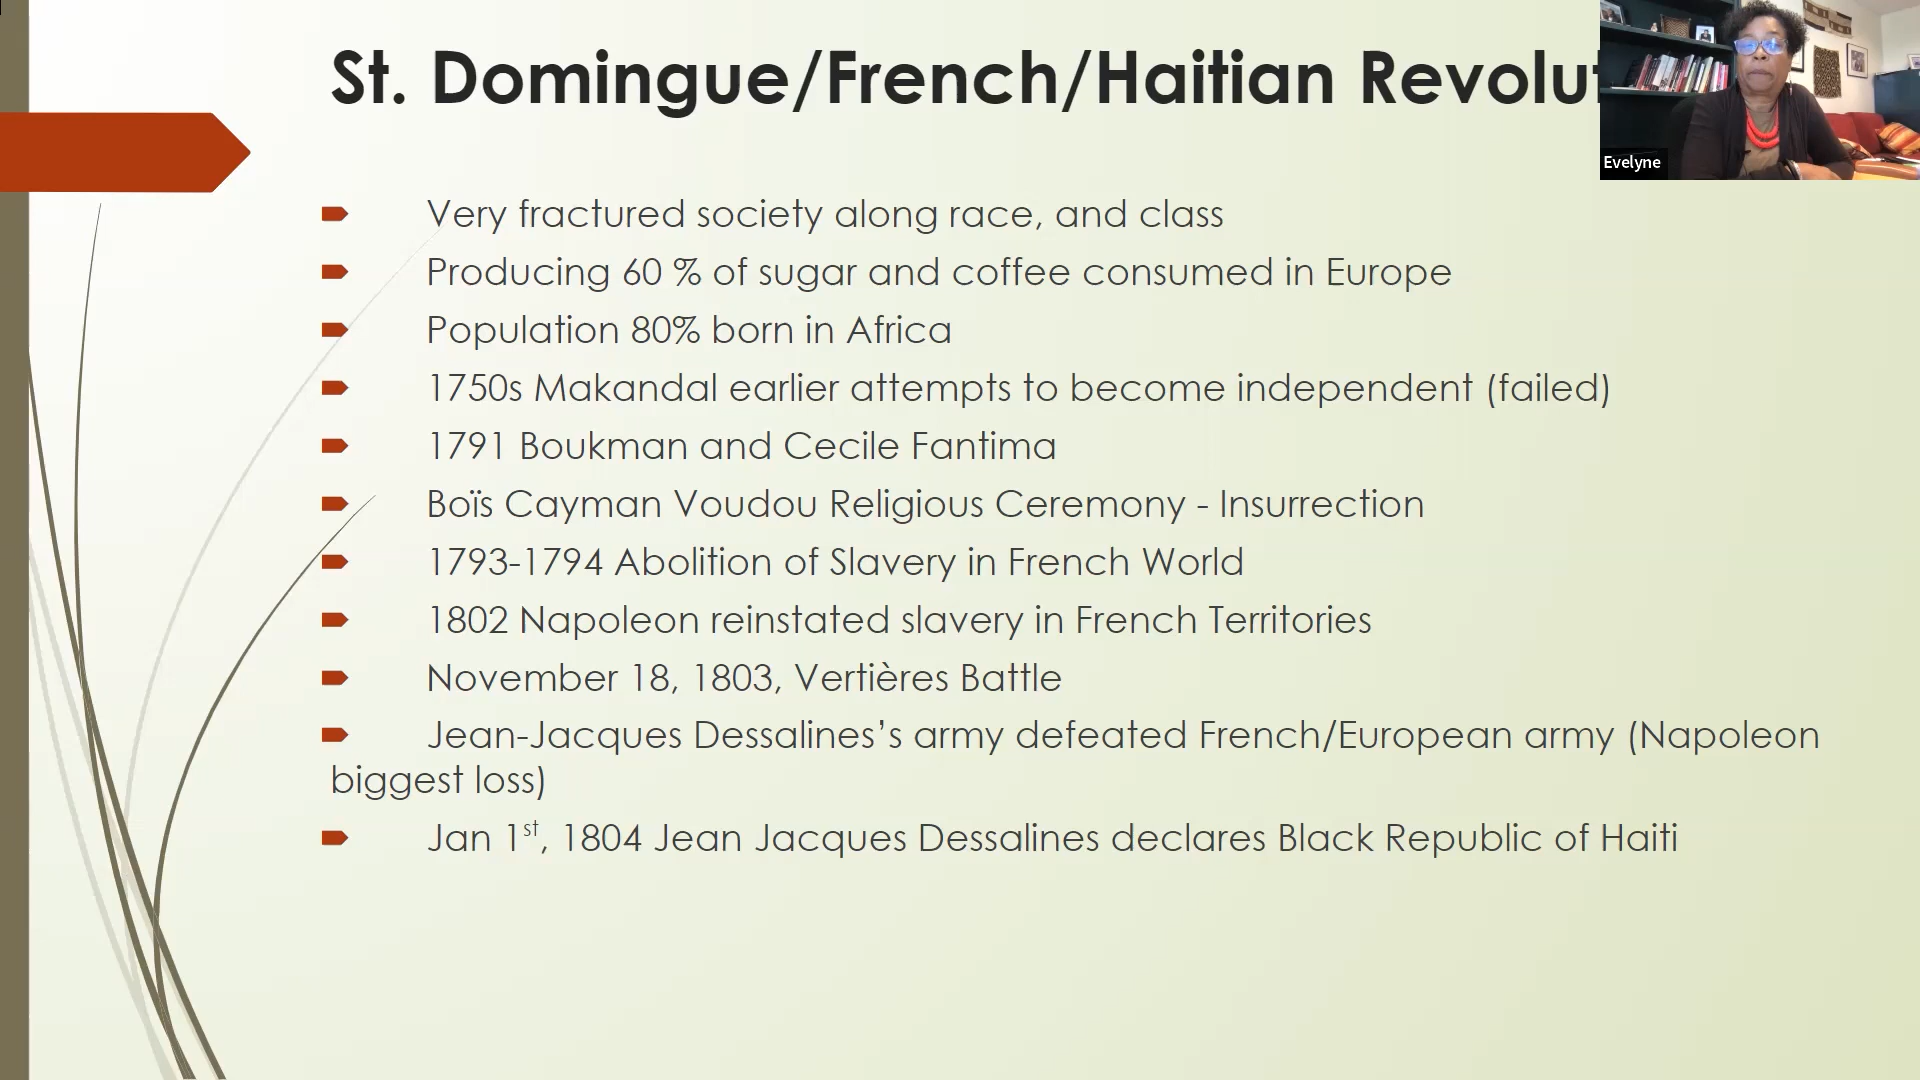 St. Domingue/French/Haitian Revolut
Evelyne
Very fractured society along race, and class
Producing 60 % of sugar and coffee consumed in Europe
Population 80% born in Africa
1750s Makandal earlier attempts to become independent (failed)
1791 Boukman and Cecile Fantima
Boïs Cayman Voudou Religious Ceremony - Insurrection
1793-1794 Abolition of Slavery in French World
1802 Napoleon reinstated slavery in French Territories
November 18, 1803, Vertières Battle
Jean-Jacques Dessalines’s army defeated French/European army (Napoleon
biggest loss)
Jan 1st, 1804 Jean Jacques Dessalines declares Black Republic of Haiti